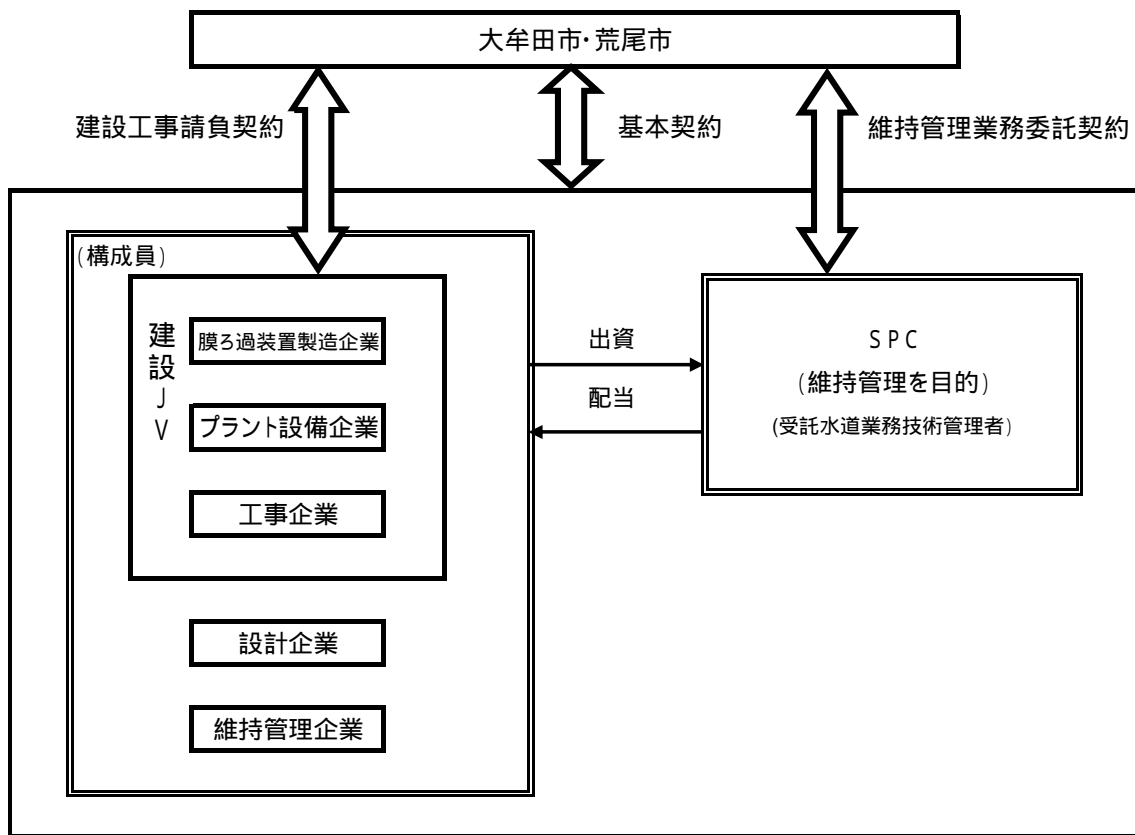 大牟田市・荒尾市
建設工事請負契約
基本契約
維持管理業務委託契約
(構成員)
建設JV
膜ろ過装置製造企業
プラント設備企業
工事企業
設計企業
維持管理企業
出資
配当
SPC
(維持管理を目的)
(受託水道業務技術管理者)